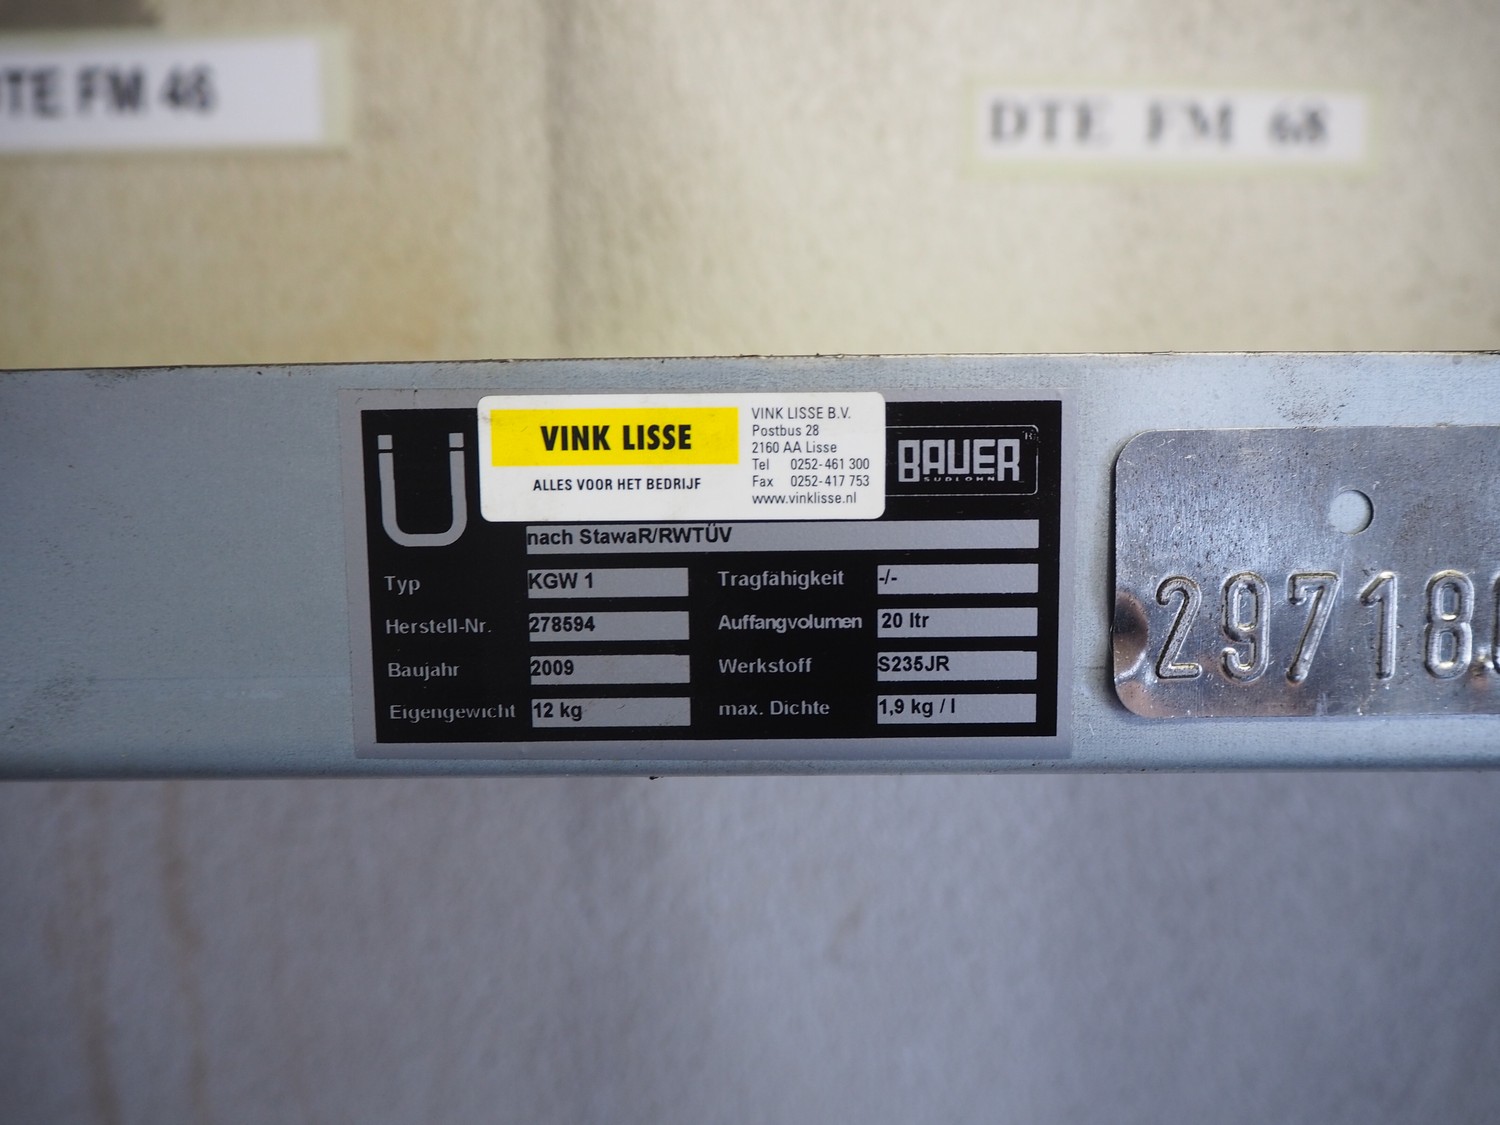 DTE FM 68
TE FM 46
Ü
VINK LISSE
ALLES VOOR HET BEDRIJF
VINK LISSE B.V.
Postbus 28
2160 AA Lisse
Tel 0252-461 300
Fax 0252-417 753
www.vinklisse.nl
BAUER®
SÜDLOHN
nach StawaR/RWTÜV
Typ KGW 1
Herstell-Nr. 278594
Baujahr 2009
Eigengewicht 12 kg
Tragfähigkeit -/-
Auffangvolumen 20 ltr
Werkstoff S235JR
max. Dichte 1,9 kg / l
29718